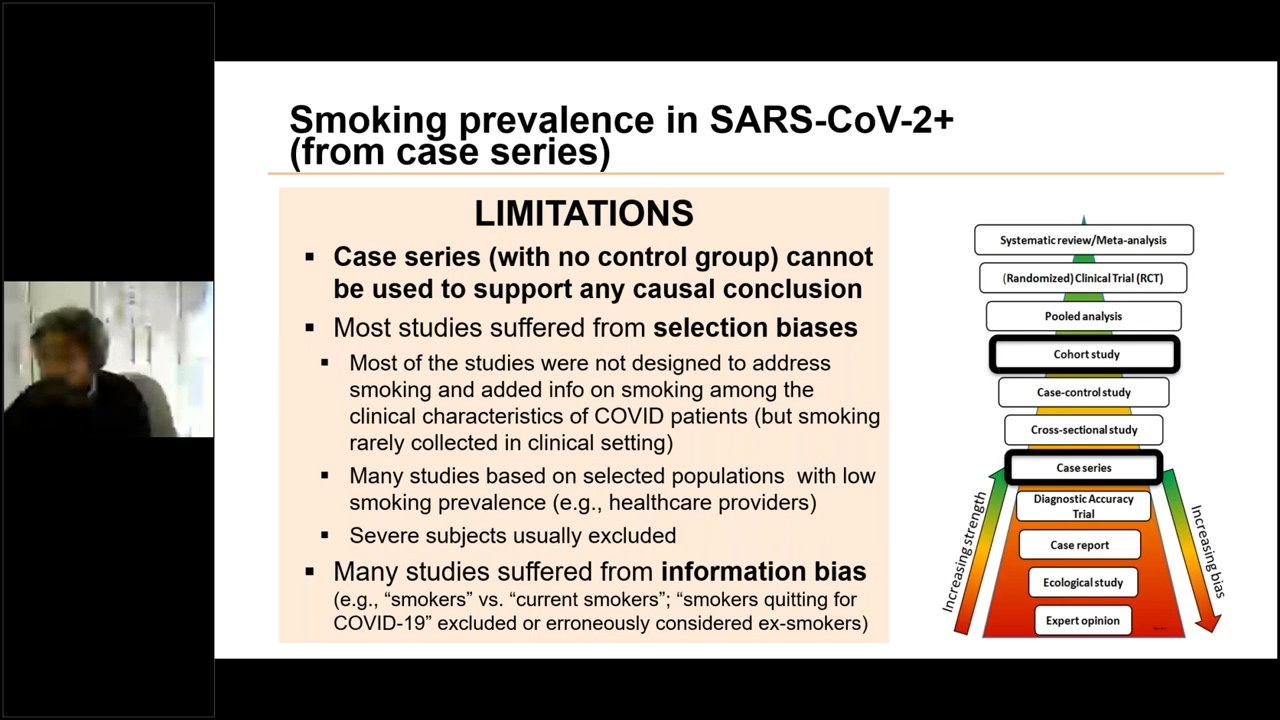 Smoking prevalence in SARS-CoV-2+
(from case series)
LIMITATIONS
▪ Case series (with no control group) cannot
be used to support any causal conclusion
▪ Most studies suffered from selection biases
▪ Most of the studies were not designed to address
smoking and added info on smoking among the
clinical characteristics of COVID patients (but smoking
rarely collected in clinical setting)
▪ Many studies based on selected populations with low
smoking prevalence (e.g., healthcare providers)
▪ Severe subjects usually excluded
▪ Many studies suffered from information bias
(e.g., “smokers” vs. “current smokers”; “smokers quitting for
COVID-19” excluded or erroneously considered ex-smokers)
Systematic review/Meta-analysis
(Randomized) Clinical Trial (RCT)
Pooled analysis
Cohort study
Case-control study
Cross-sectional study
Case series
Diagnostic Accuracy
Trial
Case report
Ecological study
Expert opinion
Increasing strength
Increasing bias